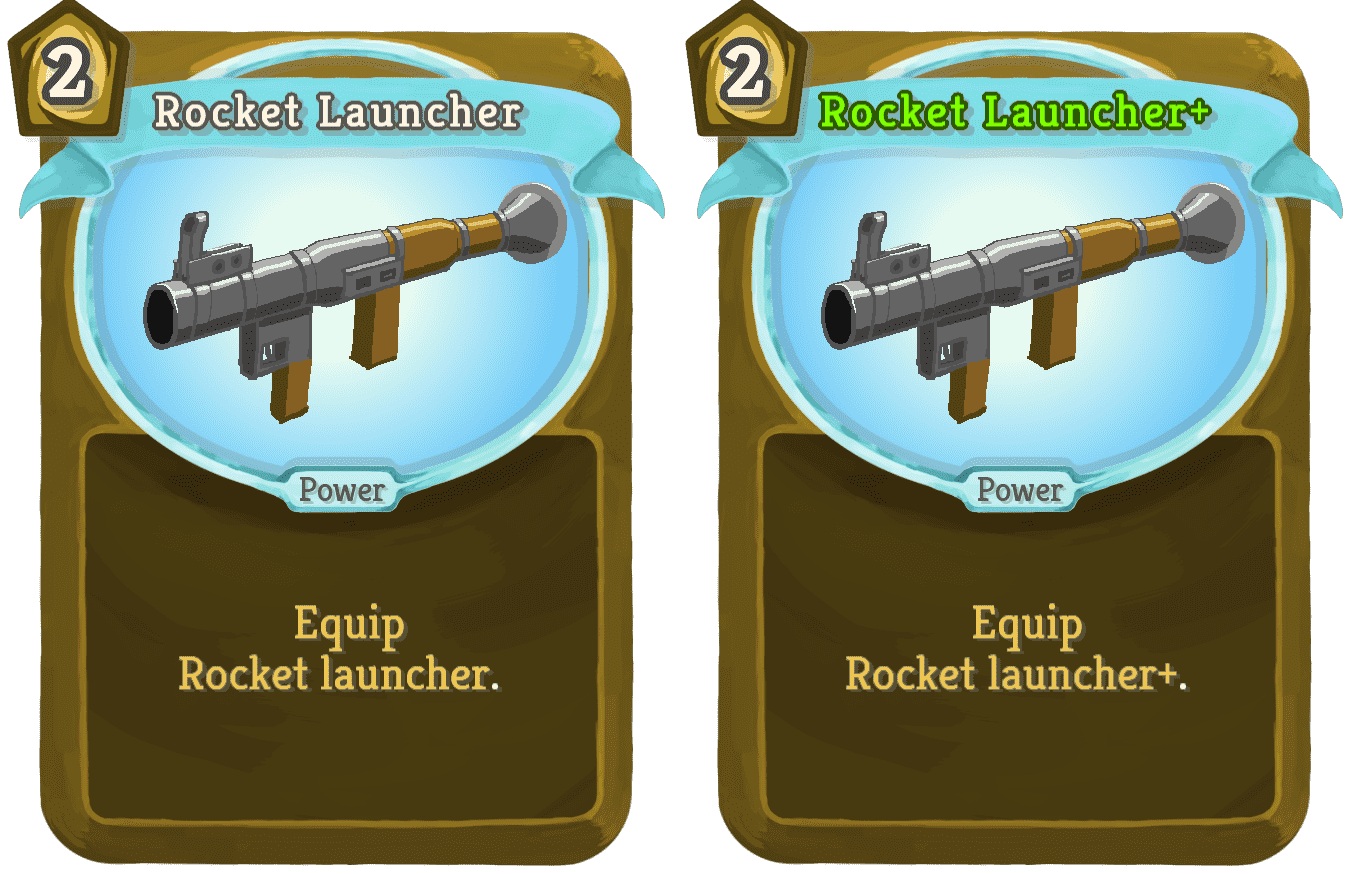 2
Rocket Launcher
Power
Equip
Rocket launcher.
2
Rocket Launcher+
Power
Equip
Rocket launcher+.